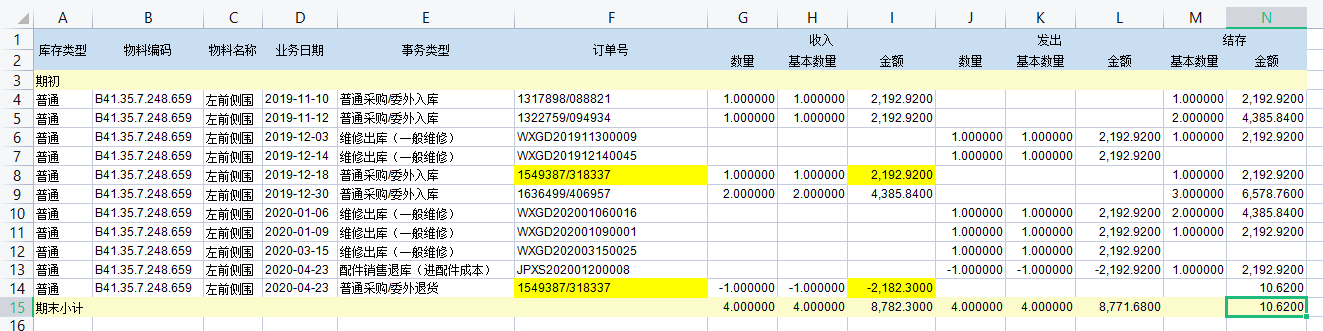 A B C D E F G H I J K L M N
1 库存类型 物料编码 物料名称 业务日期 事务类型 订单号 收入 发出 结存
2 数量 基本数量 金额 数量 基本数量 金额 基本数量 金额
3 期初
4 普通 B41.35.7.248.659 左前侧围 2019-11-10 普通采购/委外入库 1317898/088821 1.000000 1.000000 2,192.9200 1.000000 2,192.9200
5 普通 B41.35.7.248.659 左前侧围 2019-11-12 普通采购/委外入库 1322759/094934 1.000000 1.000000 2,192.9200 2.000000 4,385.8400
6 普通 B41.35.7.248.659 左前侧围 2019-12-03 维修出库（一般维修） WXGD201911300009 1.000000 1.000000 2,192.9200 1.000000 2,192.9200
7 普通 B41.35.7.248.659 左前侧围 2019-12-14 维修出库（一般维修） WXGD201912140045 1.000000 1.000000 2,192.9200
8 普通 B41.35.7.248.659 左前侧围 2019-12-18 普通采购/委外入库 1549387/318337 1.000000 1.000000 2,192.9200 1.000000 2,192.9200
9 普通 B41.35.7.248.659 左前侧围 2019-12-30 普通采购/委外入库 1636499/406957 2.000000 2.000000 4,385.8400 3.000000 6,578.7600
10 普通 B41.35.7.248.659 左前侧围 2020-01-06 维修出库（一般维修） WXGD202001060016 1.000000 1.000000 2,192.9200 2.000000 4,385.8400
11 普通 B41.35.7.248.659 左前侧围 2020-01-09 维修出库（一般维修） WXGD202001090001 1.000000 1.000000 2,192.9200 1.000000 2,192.9200
12 普通 B41.35.7.248.659 左前侧围 2020-03-15 维修出库（一般维修） WXGD202003150025 1.000000 1.000000 2,192.9200
13 普通 B41.35.7.248.659 左前侧围 2020-04-23 配件销售退库（进配件成本） JPXS202001200008 -1.000000 -1.000000 -2,192.9200 1.000000 2,192.9200
14 普通 B41.35.7.248.659 左前侧围 2020-04-23 普通采购/委外退货 1549387/318337 -1.000000 -1.000000 -2,182.3000 10.6200
15 期末小计 4.000000 4.000000 8,782.3000 4.000000 4.000000 8,771.6800 10.6200
16